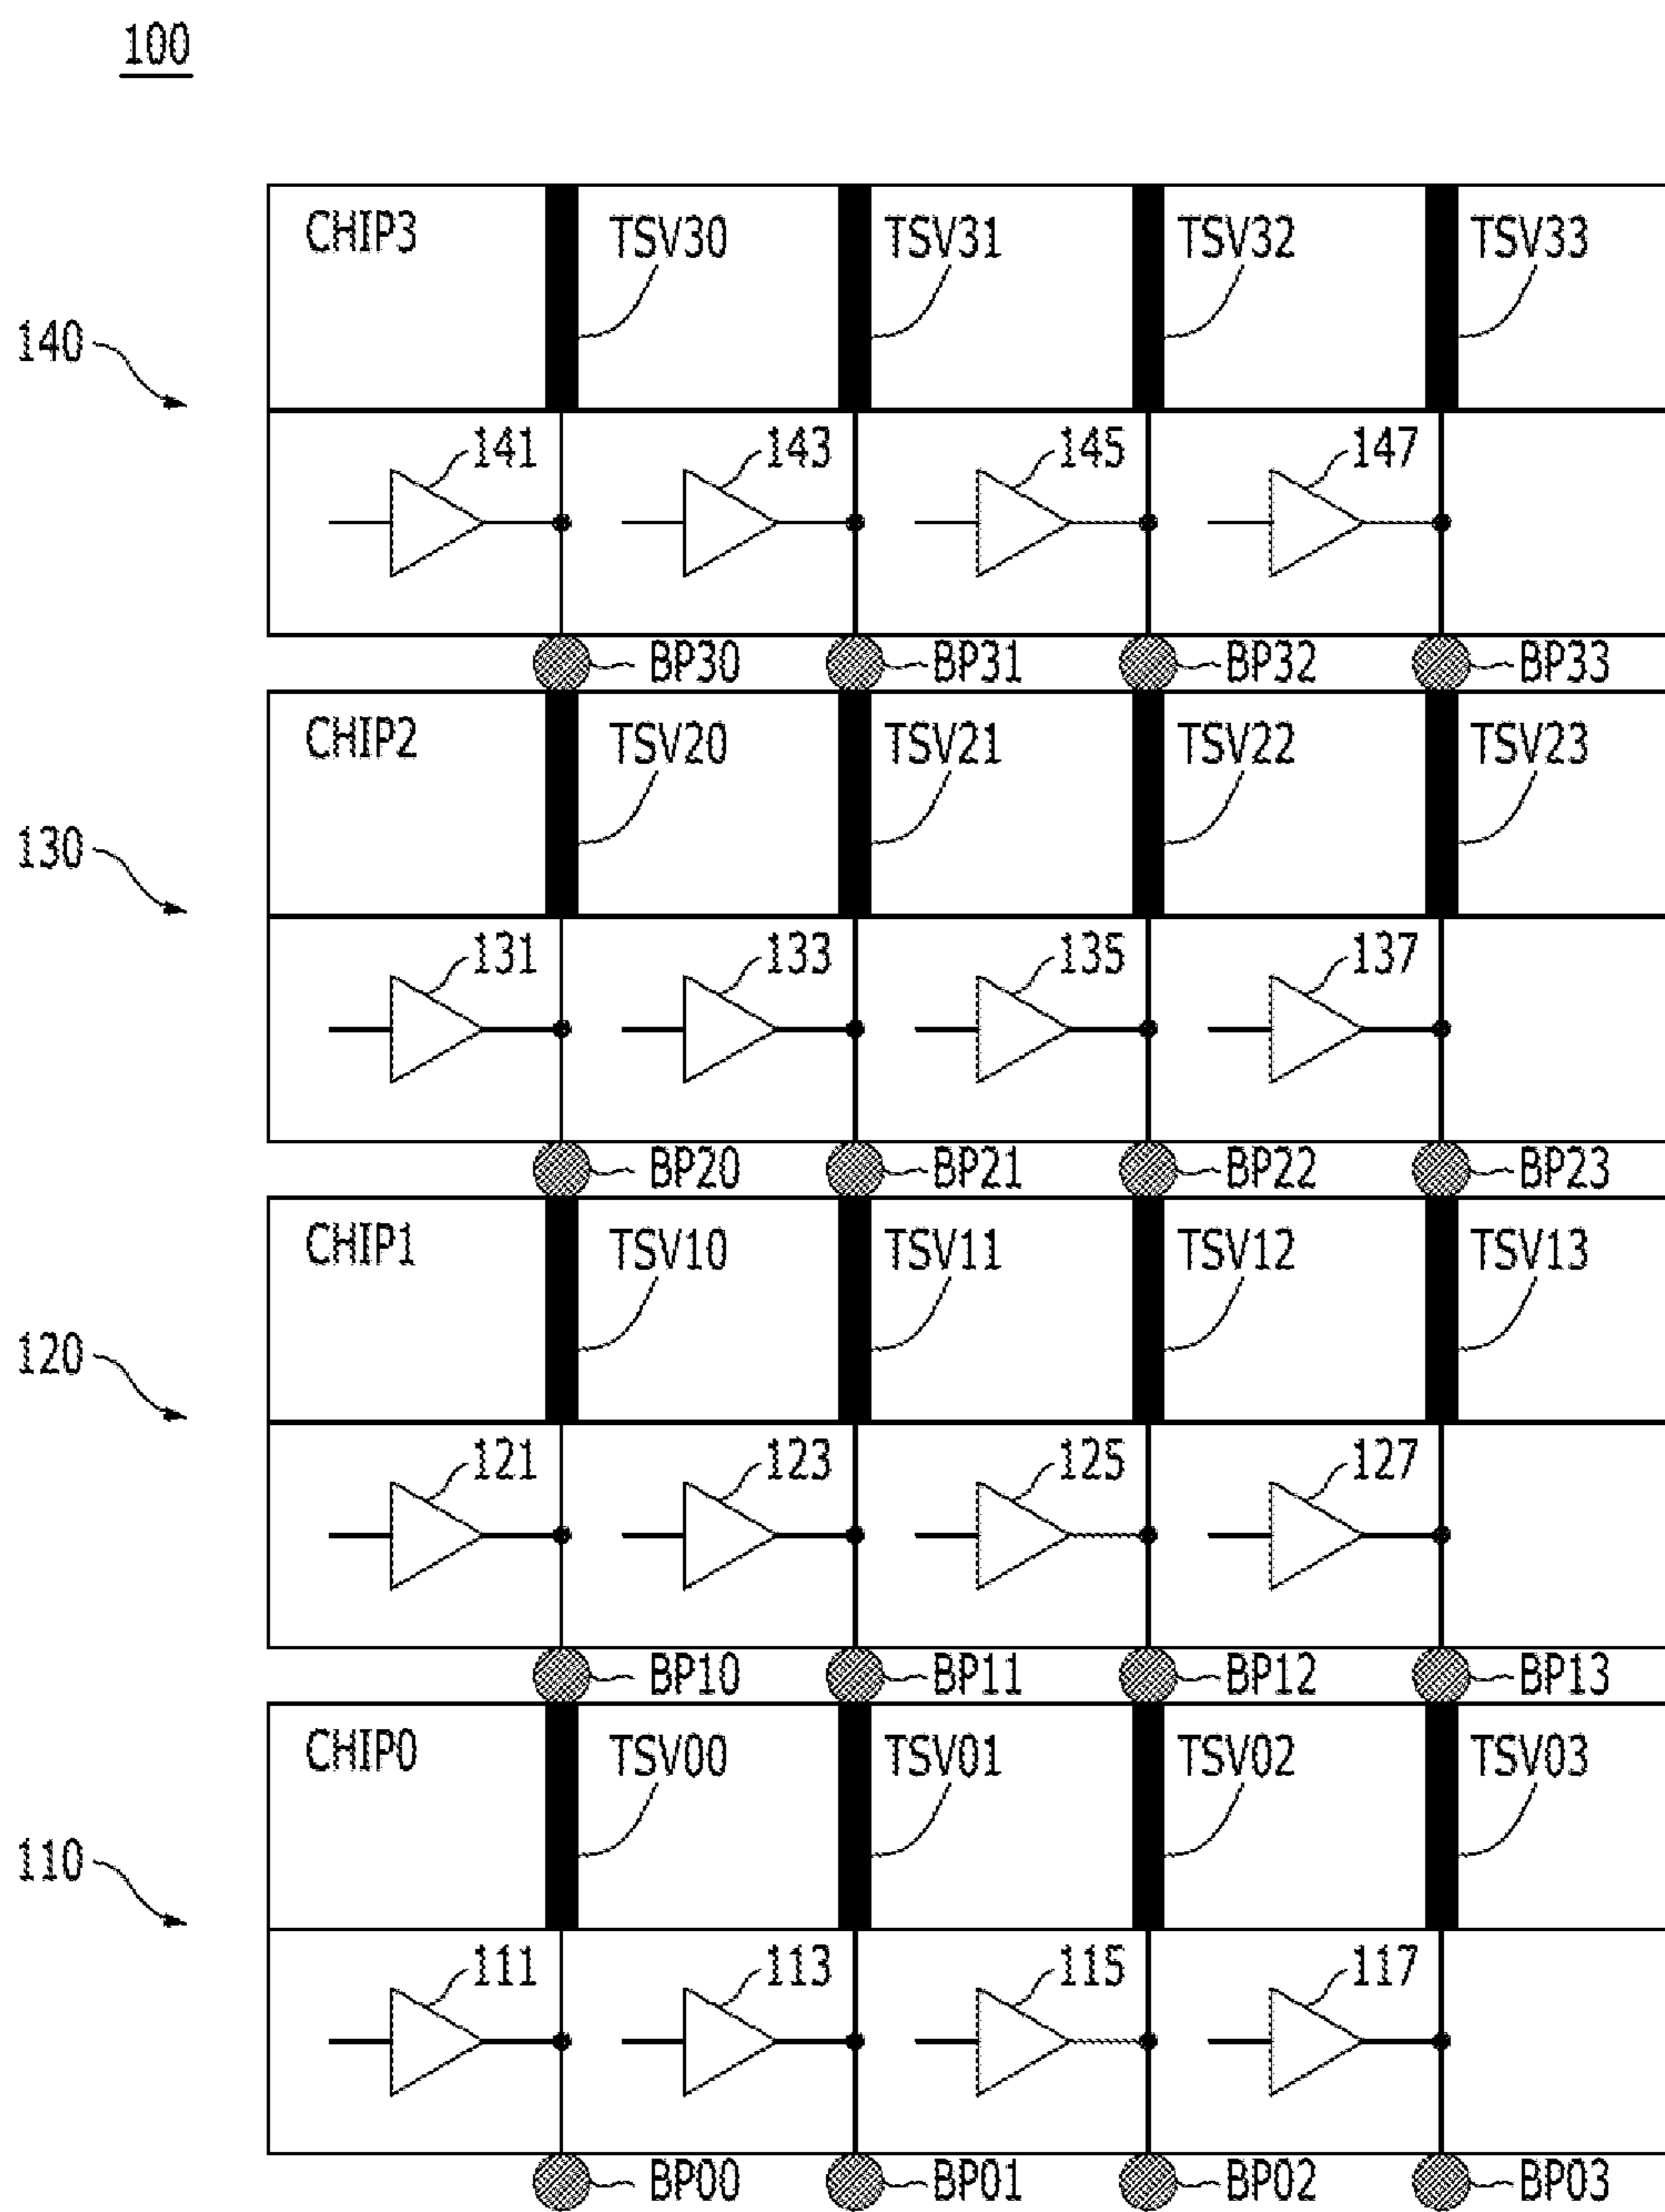 100
CHIP3 TSV30 TSV31 TSV32 TSV33
140
141 143 145 147
BP30 BP31 BP32 BP33
CHIP2 TSV20 TSV21 TSV22 TSV23
130
131 133 135 137
BP20 BP21 BP22 BP23
CHIP1 TSV10 TSV11 TSV12 TSV13
120
121 123 125 127
BP10 BP11 BP12 BP13
CHIP0 TSV00 TSV01 TSV02 TSV03
110
111 113 115 117
BP00 BP01 BP02 BP03